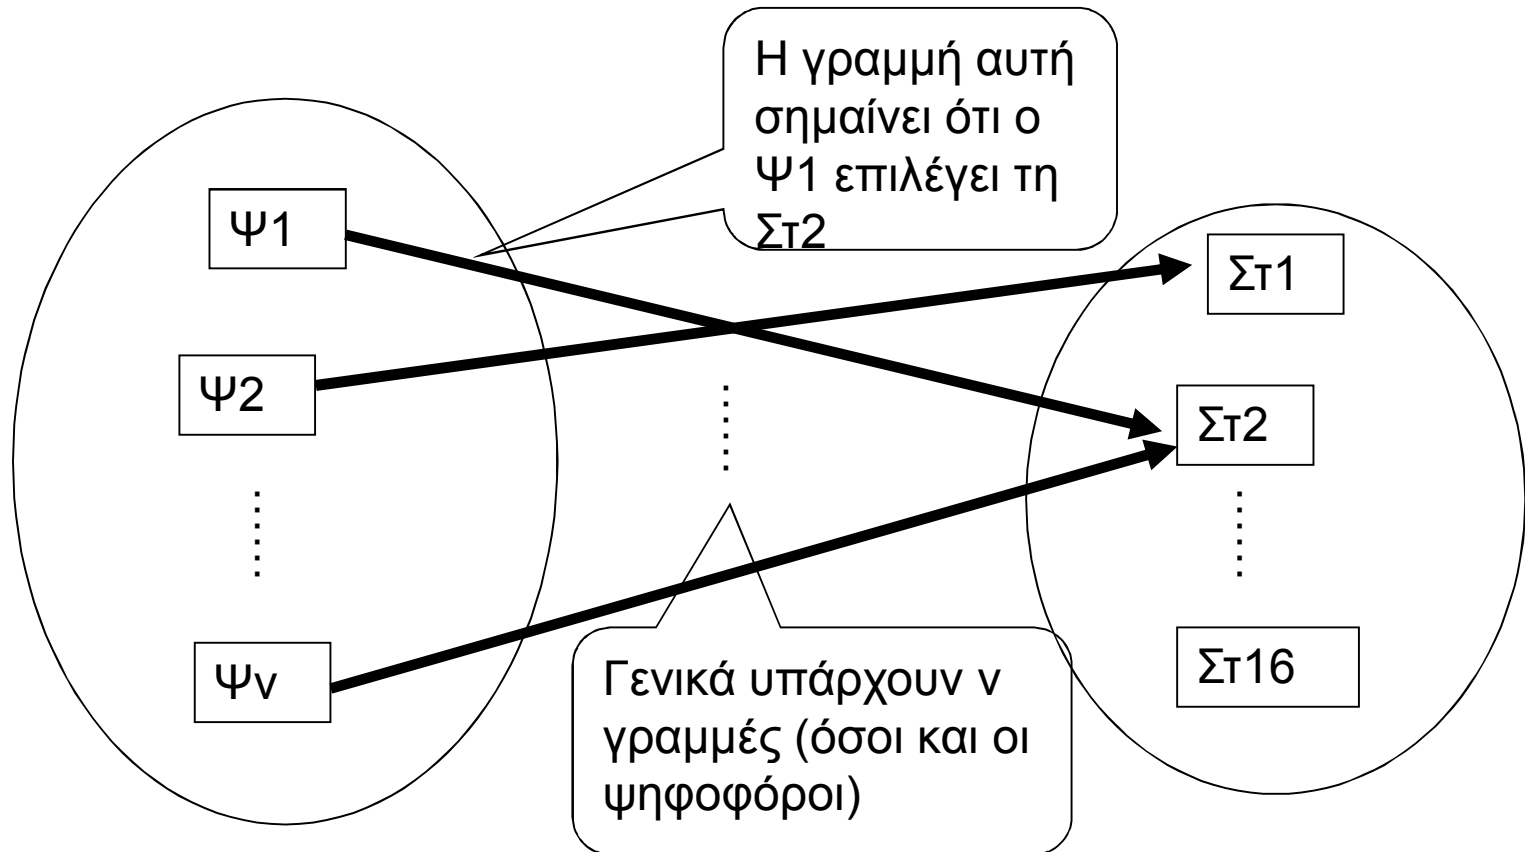 Η γραμμή αυτή
σημαίνει ότι ο
Ψ1 επιλέγει τη
Στ2
Ψ1
Στ1
Ψ2
Στ2
Ψν
Στ16
Γενικά υπάρχουν ν
γραμμές (όσοι και οι
ψηφοφόροι)